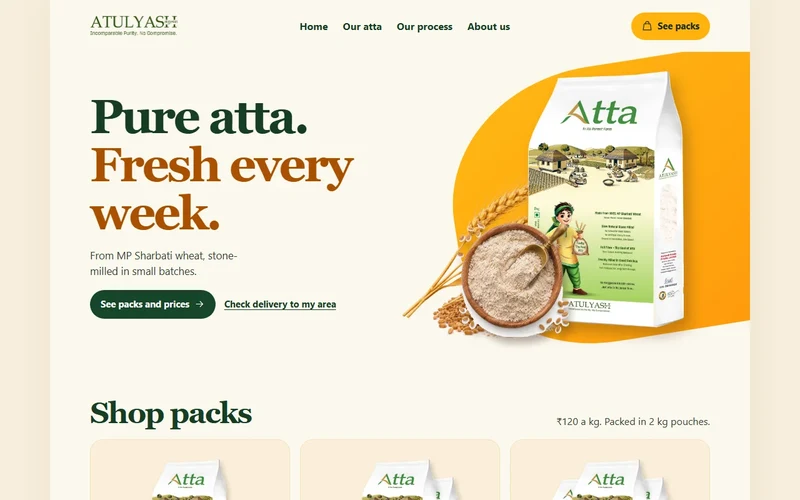 ATULYASH
Incomparable Purity. No Compromise.
Home
Our atta
Our process
About us
See packs
Pure atta.
Fresh every
week.
From MP Sharbati wheat, stone-
milled in small batches.
See packs and prices →
Check delivery to my area
Atta
ATULYASH
ATULYASH
Shop packs
₹120 a kg. Packed in 2 kg pouches.
Atta
Atta
Atta